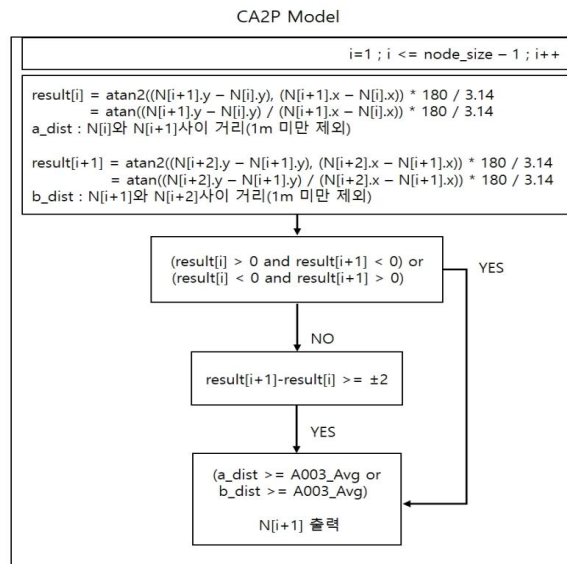 CA2P Model
i=1 ; i <= node_size − 1 ; i++
result[i] = atan2((N[i+1].y − N[i].y), (N[i+1].x − N[i].x)) * 180 / 3.14
= atan((N[i+1].y − N[i].y) / (N[i+1].x − N[i].x)) * 180 / 3.14
a_dist : N[i]와 N[i+1]사이 거리(1m 미만 제외)
result[i+1] = atan2((N[i+2].y − N[i+1].y), (N[i+2].x − N[i+1].x)) * 180 / 3.14
= atan((N[i+2].y − N[i+1].y) / (N[i+2].x − N[i+1].x)) * 180 / 3.14
b_dist : N[i+1]와 N[i+2]사이 거리(1m 미만 제외)
(result[i] > 0 and result[i+1] < 0) or
(result[i] < 0 and result[i+1] > 0)
YES
NO
result[i+1]-result[i] >= ±2
YES
(a_dist >= A003_Avg or
b_dist >= A003_Avg)
N[i+1] 출력